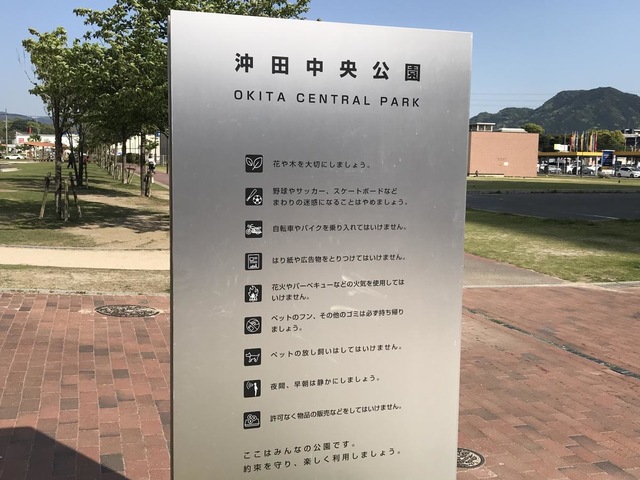 沖田中央公園
OKITA CENTRAL PARK
花や木を大切にしましょう。
野球やサッカー、スケートボードなど
まわりの迷惑になることはやめましょう。
自転車やバイクを乗り入れてはいけません。
はり紙や広告物をとりつけてはいけません。
花火やバーベキューなどの火気を使用しては
いけません。
ペットのフン、その他のゴミは必ず持ち帰り
ましょう。
ペットの放し飼いはしてはいけません。
夜間、早朝は静かにしましょう。
許可なく物品の販売などをしてはいけません。
ここはみんなの公園です。
約束を守り、楽しく利用しましょう。